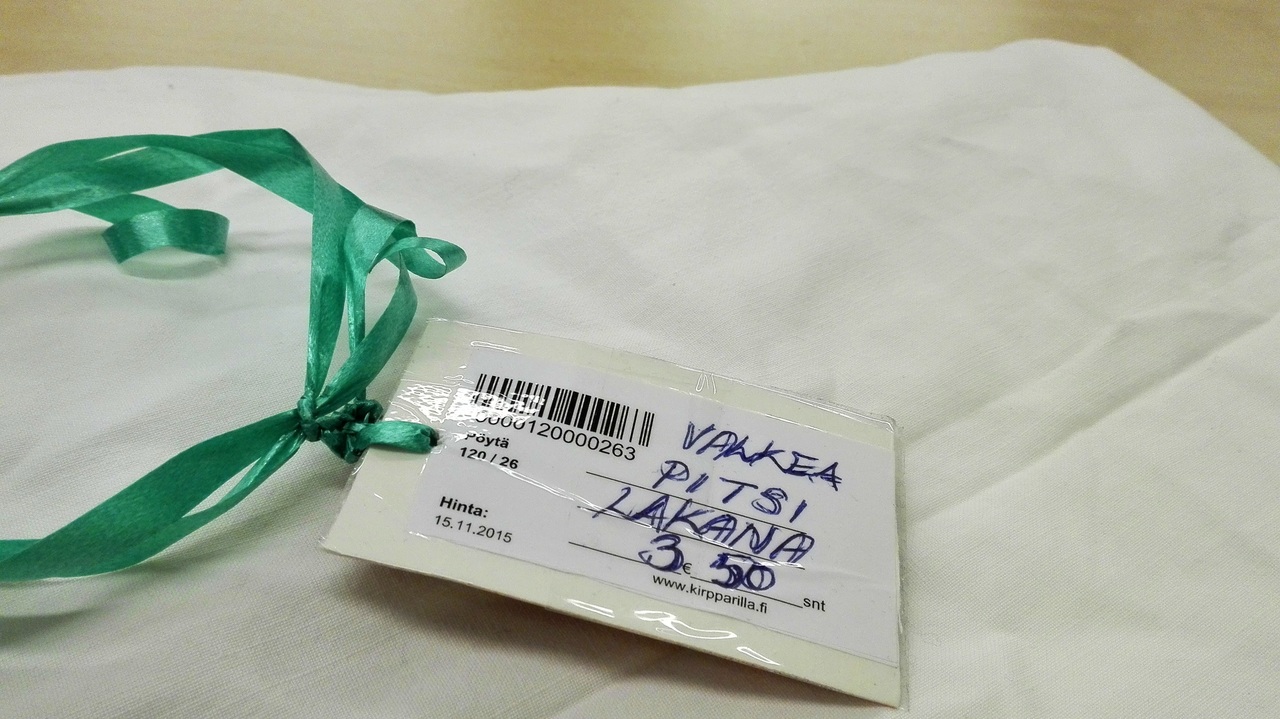 0000120000263
Pöytä
120 / 26
VALKEA
PITSI
LAKANA
Hinta:
15.11.2015
3 € 50 snt
www.kirpparilla.fi